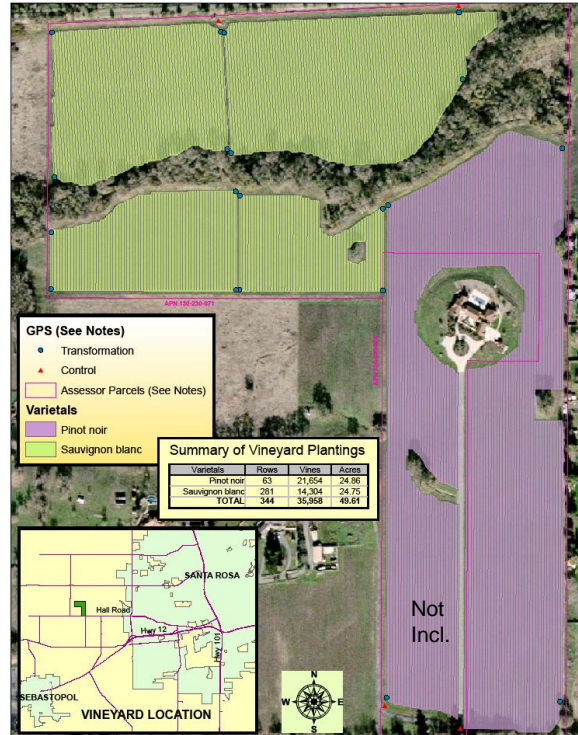 APN 130-230-071
GPS (See Notes)
Transformation
Control
Assessor Parcels (See Notes)
Varietals
Pinot noir
Sauvignon blanc
Summary of Vineyard Plantings
Varietals Rows Vines Acres
Pinot noir 63 21,654 24.86
Sauvignon blanc 281 14,304 24.75
TOTAL 344 35,958 49.61
SANTA ROSA
Hall Road
Hwy 12
Hwy 101
SEBASTOPOL
VINEYARD LOCATION
N
W E
S
Not
Incl.